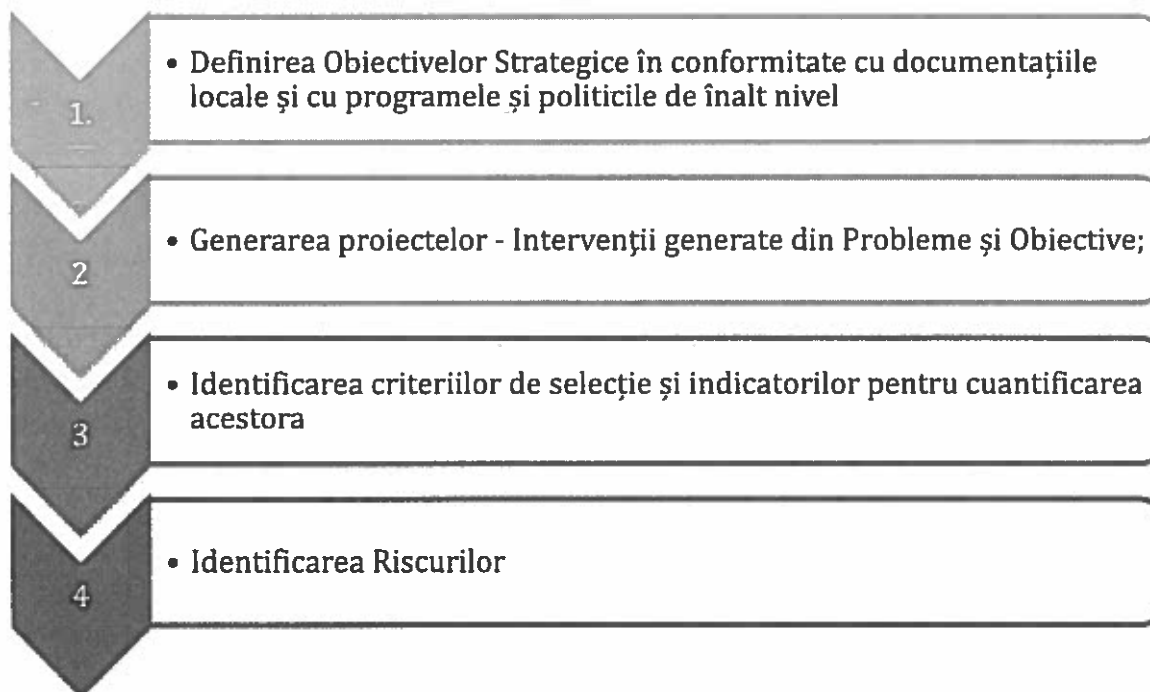 1.
• Definirea Obiectivelor Strategice în conformitate cu documentațiile
locale și cu programele și politicile de înalt nivel
2
• Generarea proiectelor - Intervenții generate din Probleme și Obiective;
3
• Identificarea criteriilor de selecție și indicatorilor pentru cuantificarea
acestora
4
• Identificarea Riscurilor